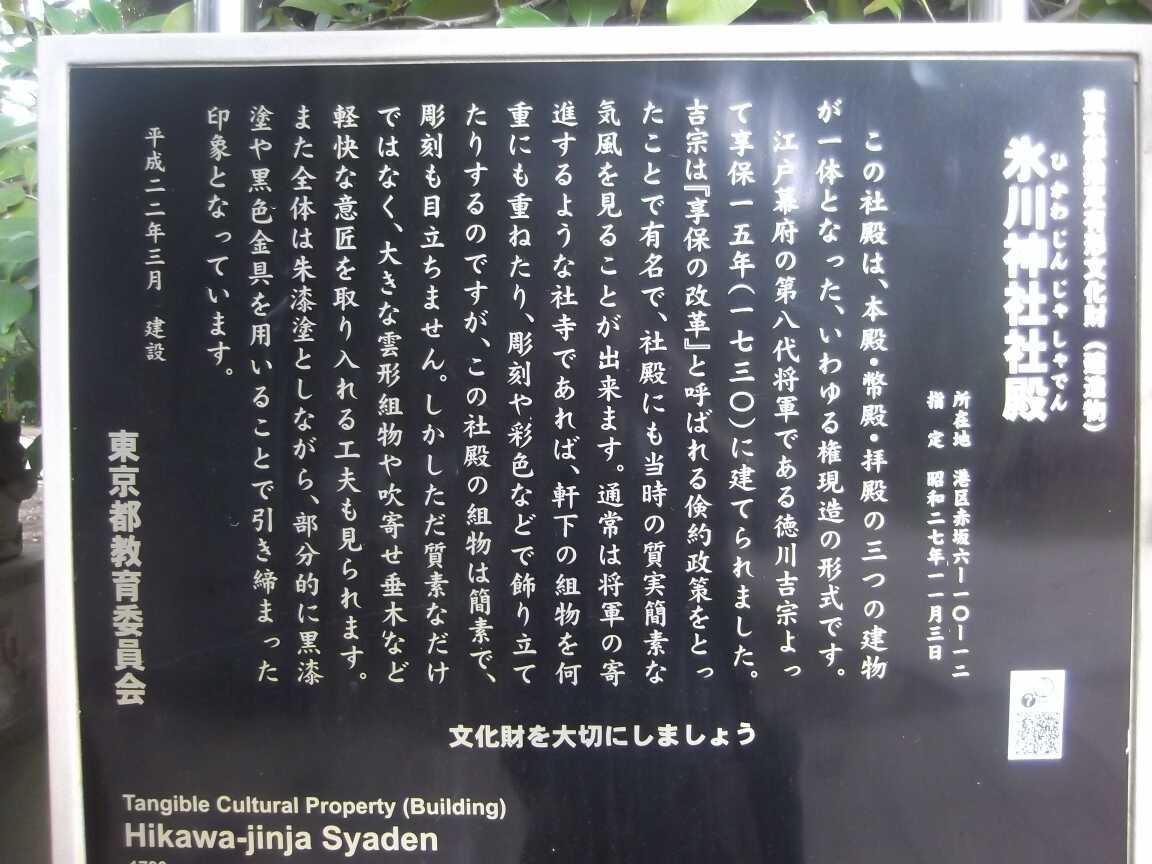 東京都指定有形文化財（建造物）
ひかわじんじゃしゃでん
氷川神社社殿
所在地　港区赤坂六ー一〇ー一二
指　定　昭和二七年一一月三日
この社殿は、本殿・幣殿・拝殿の三つの建物
が一体となった、いわゆる権現造の形式です。
江戸幕府の第八代将軍である徳川吉宗よっ
て享保一五年（一七三〇）に建てられました。
吉宗は『享保の改革』と呼ばれる倹約政策をとっ
たことで有名で、社殿にも当時の質実簡素な
気風を見ることが出来ます。通常は将軍の寄
進するような社寺であれば、軒下の組物を何
重にも重ねたり、彫刻や彩色などで飾り立て
たりするのですが、この社殿の組物は簡素で、
彫刻も目立ちません。しかしただ質素なだけ
ではなく、大きな雲形組物や吹寄せ垂木など
軽快な意匠を取り入れる工夫も見られます。
また全体は朱漆塗としながら、部分的に黒漆
塗や黒色金具を用いることで引き締まった
印象となっています。
平成二二年三月　建設
東京都教育委員会
文化財を大切にしましょう
Tangible Cultural Property (Building)
Hikawa-jinja Syaden